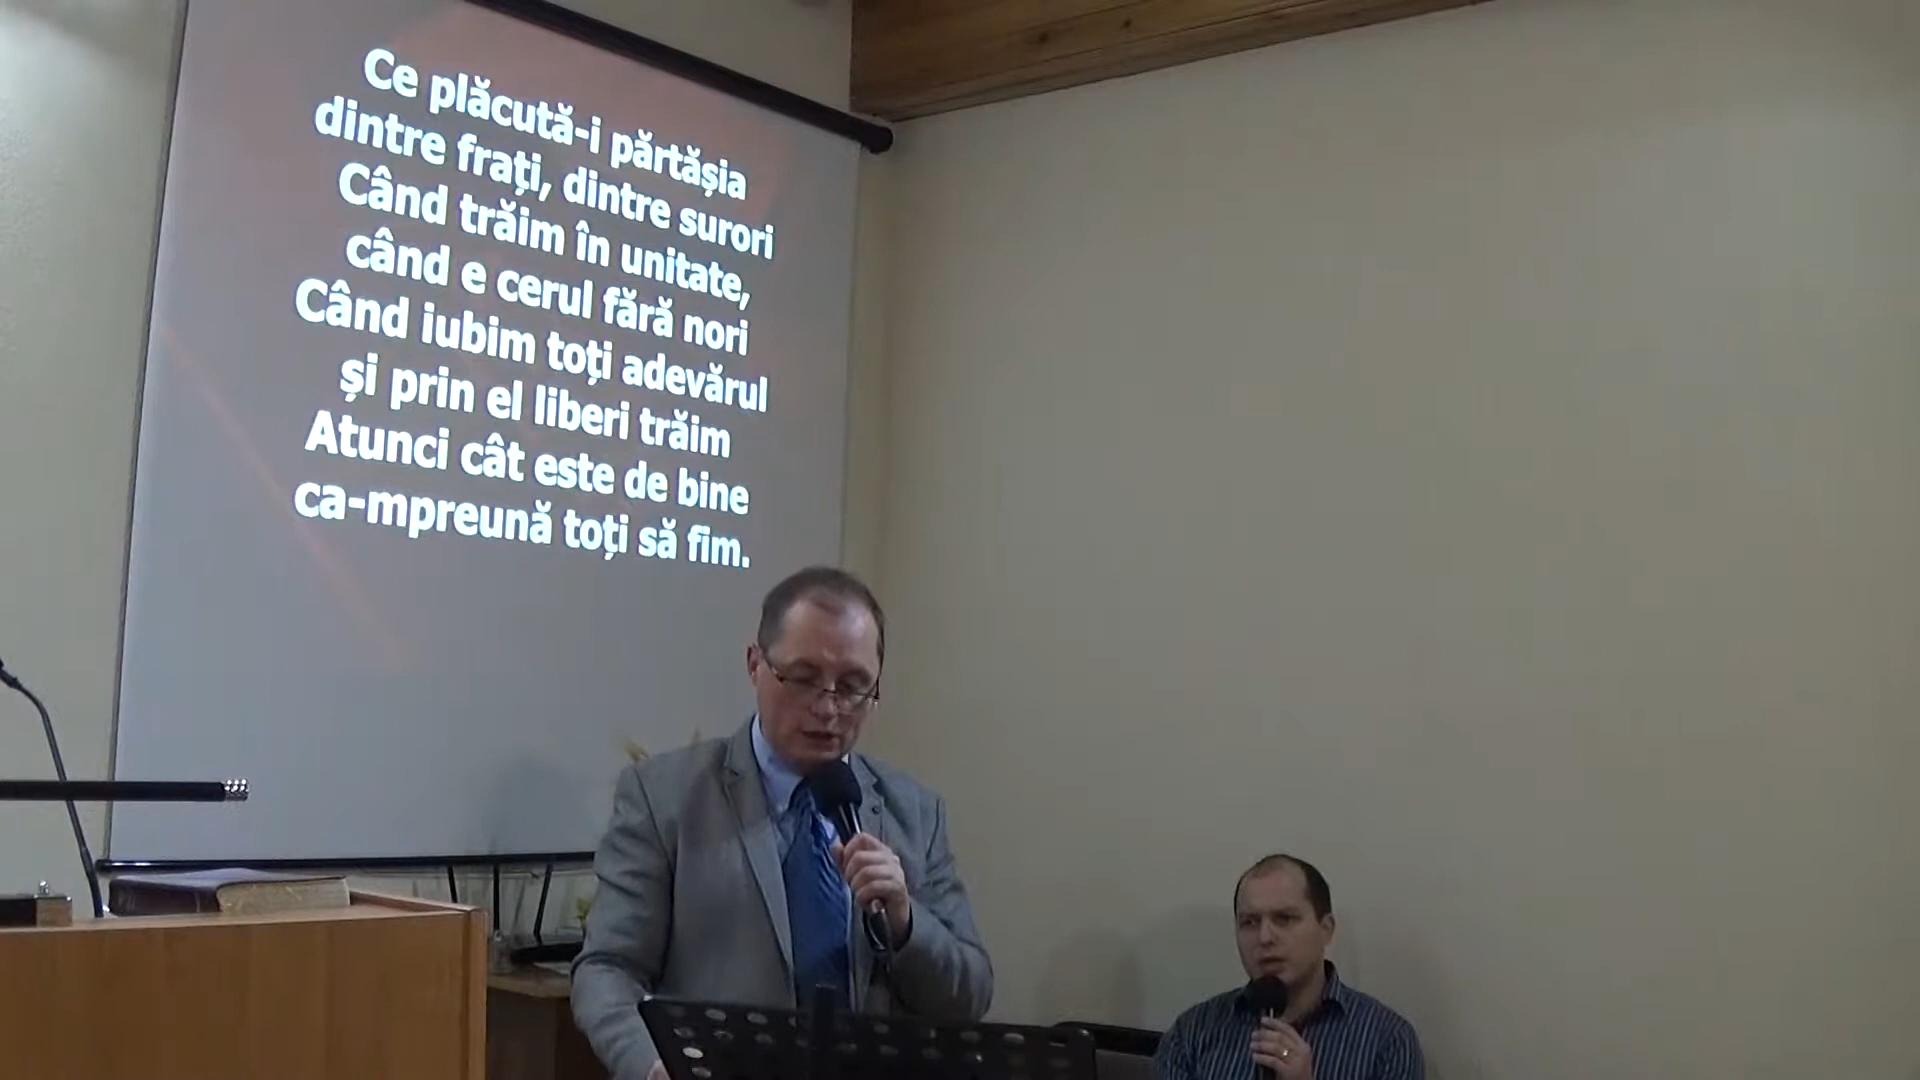 Ce plăcută-i părtășia
dintre frați, dintre surori
Când trăim în unitate,
când e cerul fără nori
Când iubim toți adevărul
și prin el liberi trăim
Atunci cât este de bine
ca-mpreună toți să fim.